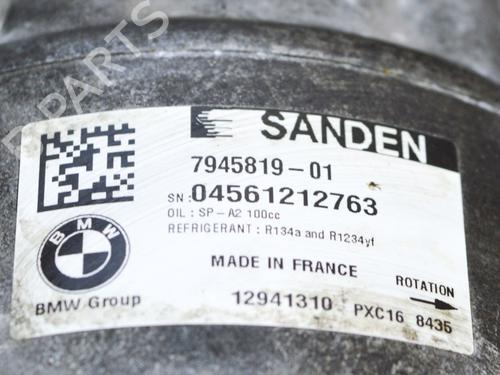 SANDEN
7945819-01
SN: 04561212763
OIL : SP-A2 100cc
REFRIGERANT : R134a and R1234yf
BMW
MADE IN FRANCE
ROTATION
BMW Group
12941310 PXC16 8435